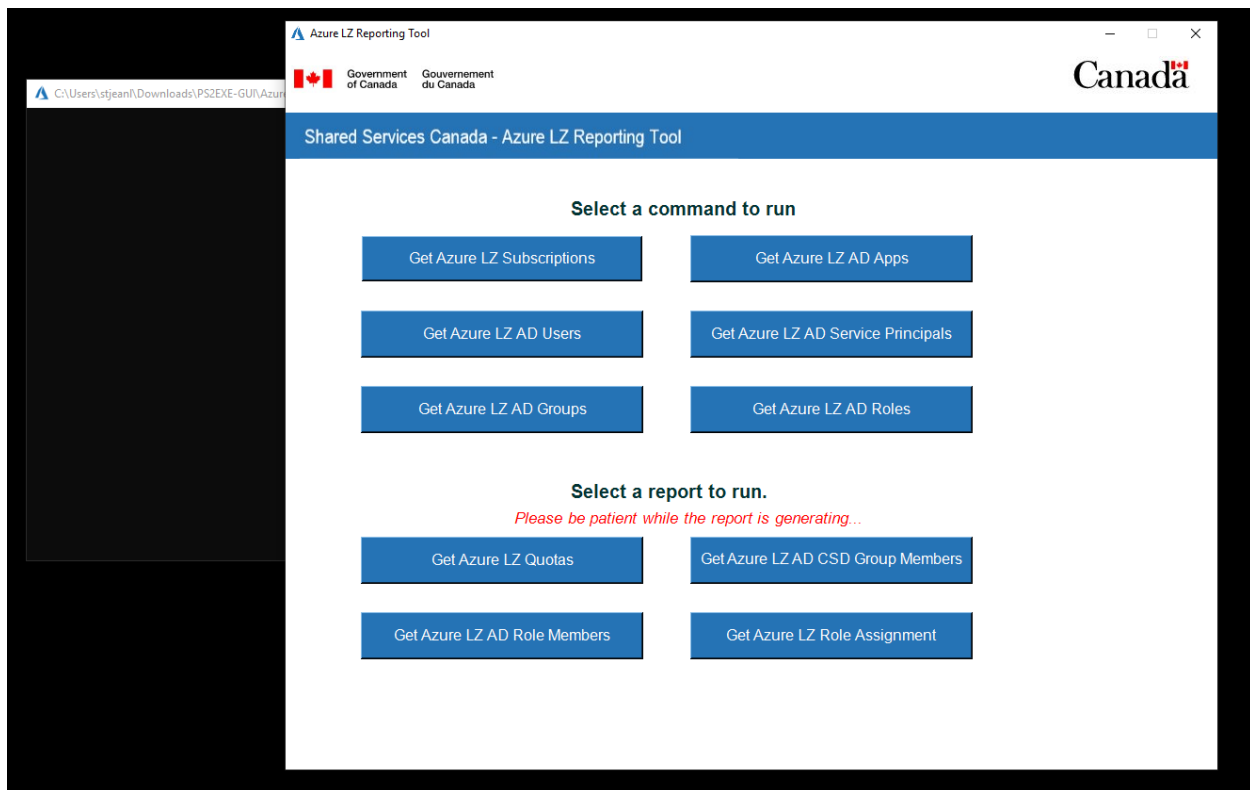 Azure LZ Reporting Tool
Government Gouvernement
of Canada du Canada
Canada
C:\Users\stjeanl\Downloads\PS2EXE-GUI\Azur
Shared Services Canada - Azure LZ Reporting Tool
Select a command to run
Get Azure LZ Subscriptions
Get Azure LZ AD Apps
Get Azure LZ AD Users
Get Azure LZ AD Service Principals
Get Azure LZ AD Groups
Get Azure LZ AD Roles
Select a report to run.
Please be patient while the report is generating...
Get Azure LZ Quotas
Get Azure LZ AD CSD Group Members
Get Azure LZ AD Role Members
Get Azure LZ Role Assignment